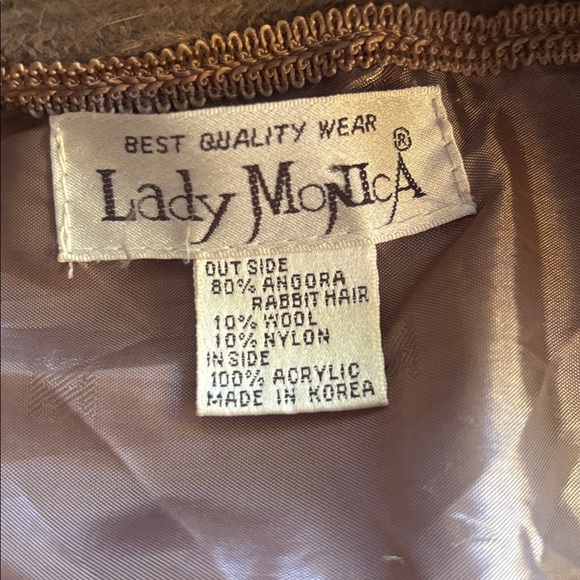 BEST QUALITY WEAR
Lady Monica®
OUT SIDE
80% ANGORA
RABBIT HAIR
10% WOOL
10% NYLON
IN SIDE
100% ACRYLIC
MADE IN KOREA